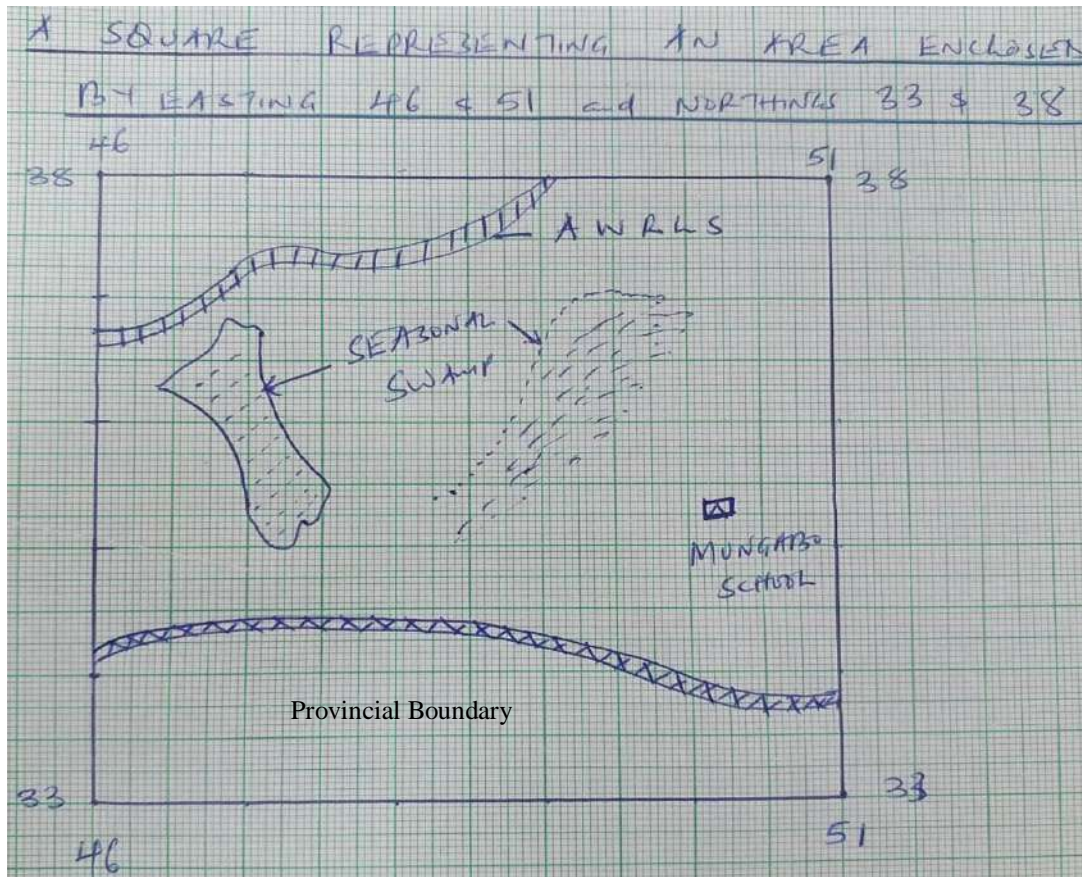 A SQUARE REPRESENTING AN AREA ENCLOSED
BY EASTING 46 & 51 and NORTHINGS 33 & 38
46
51
38
38
AWRLS
SEASONAL
SWAMP
MUNGABO
SCHOOL
Provincial Boundary
33
33
46
51